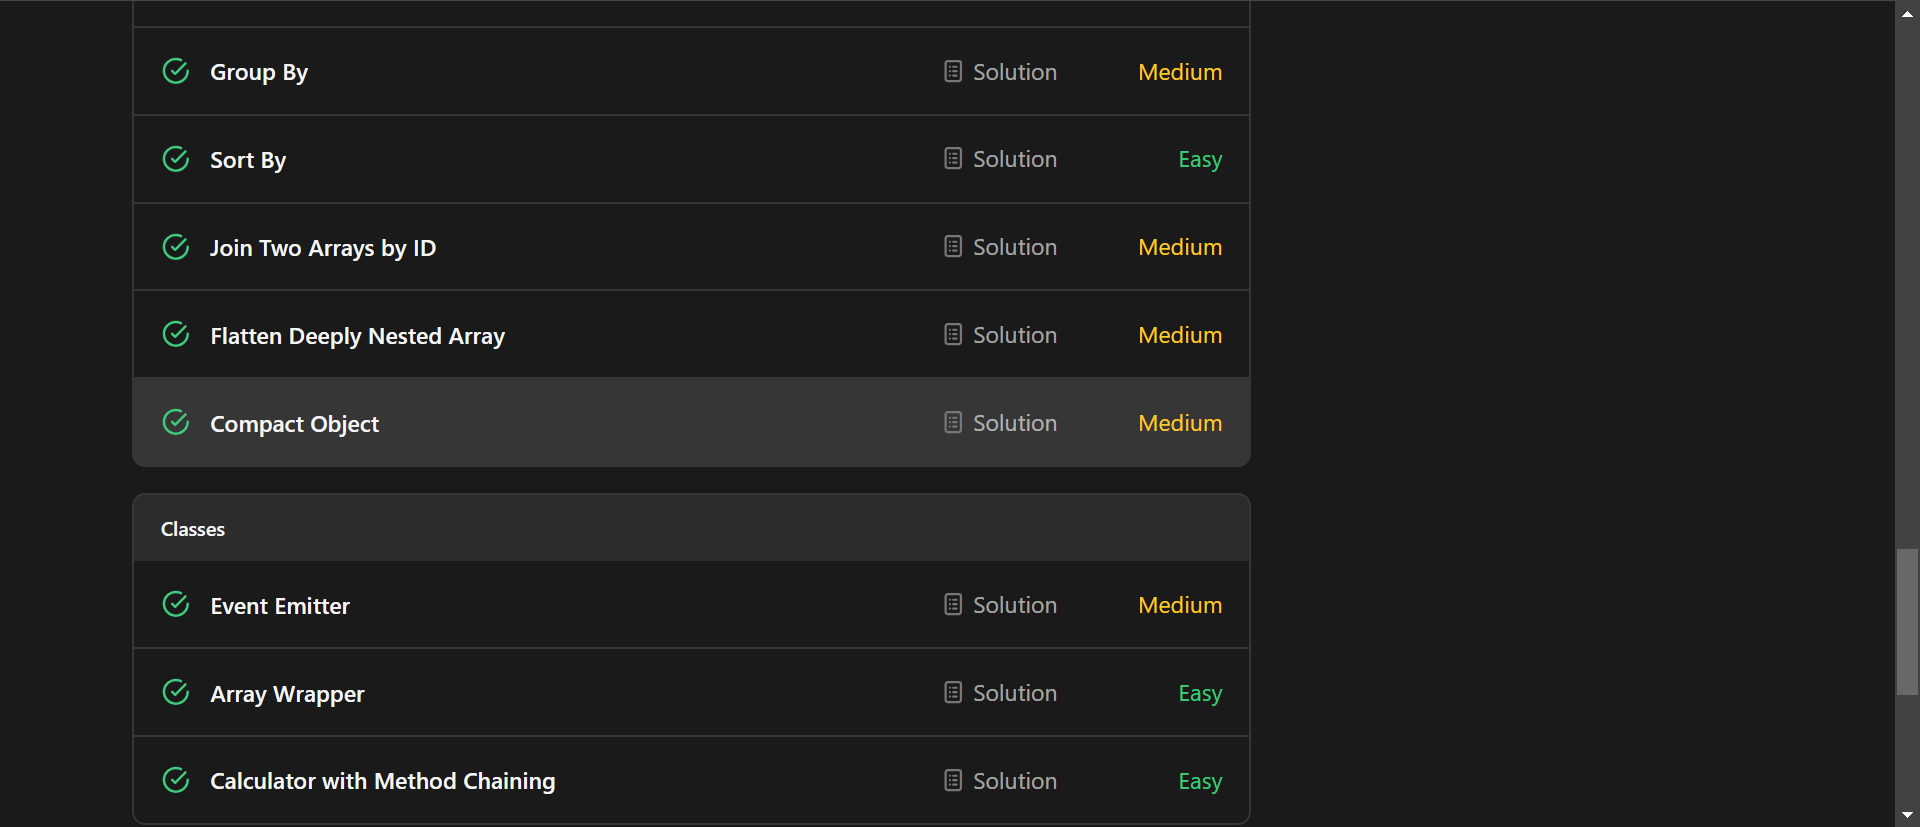 Group By Solution Medium
Sort By Solution Easy
Join Two Arrays by ID Solution Medium
Flatten Deeply Nested Array Solution Medium
Compact Object Solution Medium
Classes
Event Emitter Solution Medium
Array Wrapper Solution Easy
Calculator with Method Chaining Solution Easy